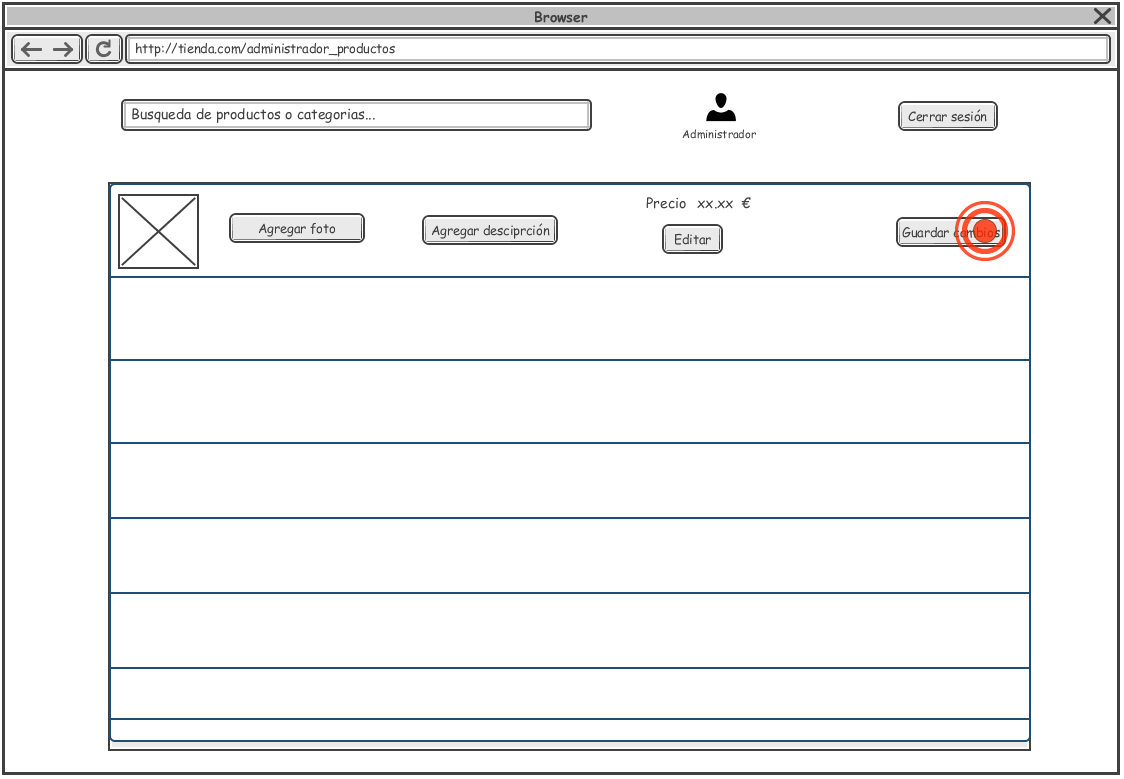 Browser
http://tienda.com/administrador_productos
Busqueda de productos o categorias...
Administrador
Cerrar sesión
Precio xx.xx €
Agregar foto
Agregar desciprción
Editar
Guardar cambios